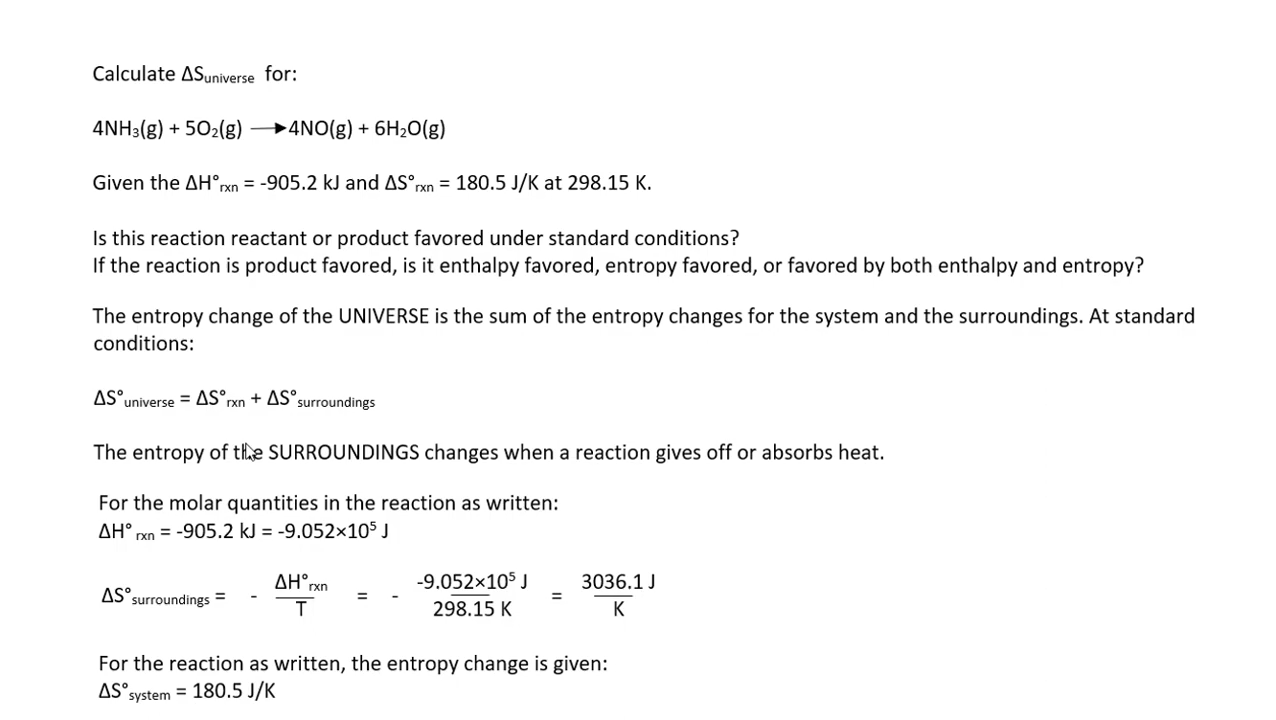 Calculate ΔSuniverse for:
4NH₃(g) + 5O₂(g) ⟶4NO(g) + 6H₂O(g)
Given the ΔH°rxn = -905.2 kJ and ΔS°rxn = 180.5 J/K at 298.15 K.
Is this reaction reactant or product favored under standard conditions?
If the reaction is product favored, is it enthalpy favored, entropy favored, or favored by both enthalpy and entropy?
The entropy change of the UNIVERSE is the sum of the entropy changes for the system and the surroundings. At standard
conditions:
ΔS°universe = ΔS°rxn + ΔS°surroundings
The entropy of the SURROUNDINGS changes when a reaction gives off or absorbs heat.
For the molar quantities in the reaction as written:
ΔH° rxn = -905.2 kJ = -9.052×10⁵ J
ΔS°surroundings = - ΔH°rxn / T = - -9.052×10⁵ J / 298.15 K = 3036.1 J / K
For the reaction as written, the entropy change is given:
ΔS°system = 180.5 J/K